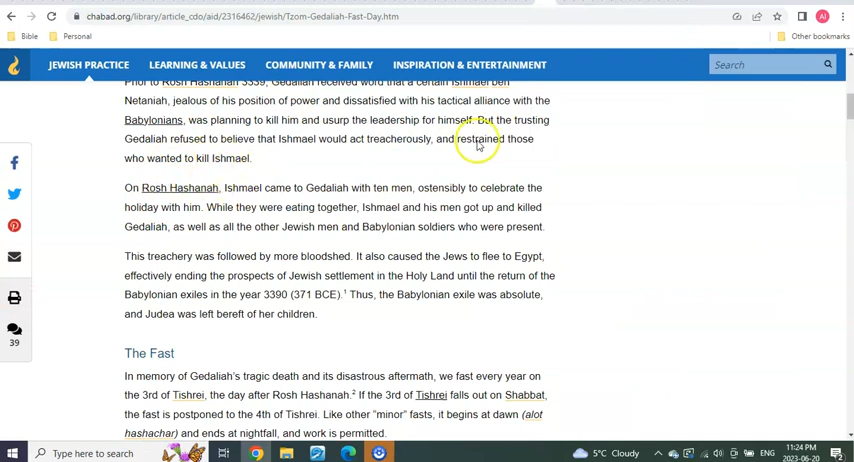 chabad.org/library/article_cdo/aid/2316462/jewish/Tzom-Gedaliah-Fast-Day.htm
AI
Bible
Personal
Other bookmarks
JEWISH PRACTICE
LEARNING & VALUES
COMMUNITY & FAMILY
INSPIRATION & ENTERTAINMENT
Search
Prior to Rosh Hashanah 3339, Gedaliah received word that a certain Ishmael ben
Netaniah, jealous of his position of power and dissatisfied with his tactical alliance with the
Babylonians, was planning to kill him and usurp the leadership for himself. But the trusting
Gedaliah refused to believe that Ishmael would act treacherously, and restrained those
who wanted to kill Ishmael.
On Rosh Hashanah, Ishmael came to Gedaliah with ten men, ostensibly to celebrate the
holiday with him. While they were eating together, Ishmael and his men got up and killed
Gedaliah, as well as all the other Jewish men and Babylonian soldiers who were present.
This treachery was followed by more bloodshed. It also caused the Jews to flee to Egypt,
effectively ending the prospects of Jewish settlement in the Holy Land until the return of the
Babylonian exiles in the year 3390 (371 BCE).1 Thus, the Babylonian exile was absolute,
and Judea was left bereft of her children.
39
The Fast
In memory of Gedaliah's tragic death and its disastrous aftermath, we fast every year on
the 3rd of Tishrei, the day after Rosh Hashanah.2 If the 3rd of Tishrei falls out on Shabbat,
the fast is postponed to the 4th of Tishrei. Like other "minor" fasts, it begins at dawn (alot
hashachar) and ends at nightfall, and work is permitted.
Type here to search
5°C Cloudy
ENG
11:24 PM
2023-06-20